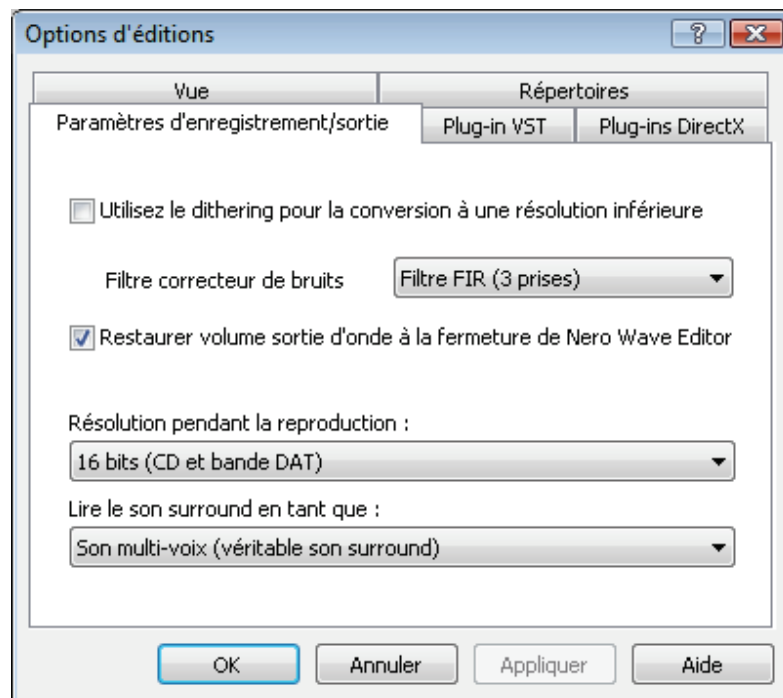 Options d'éditions
Vue
Répertoires
Paramètres d'enregistrement/sortie
Plug-in VST
Plug-ins DirectX
Utilisez le dithering pour la conversion à une résolution inférieure
Filtre correcteur de bruits
Filtre FIR (3 prises)
Restaurer volume sortie d'onde à la fermeture de Nero Wave Editor
Résolution pendant la reproduction :
16 bits (CD et bande DAT)
Lire le son surround en tant que :
Son multi-voix (véritable son surround)
OK
Annuler
Appliquer
Aide